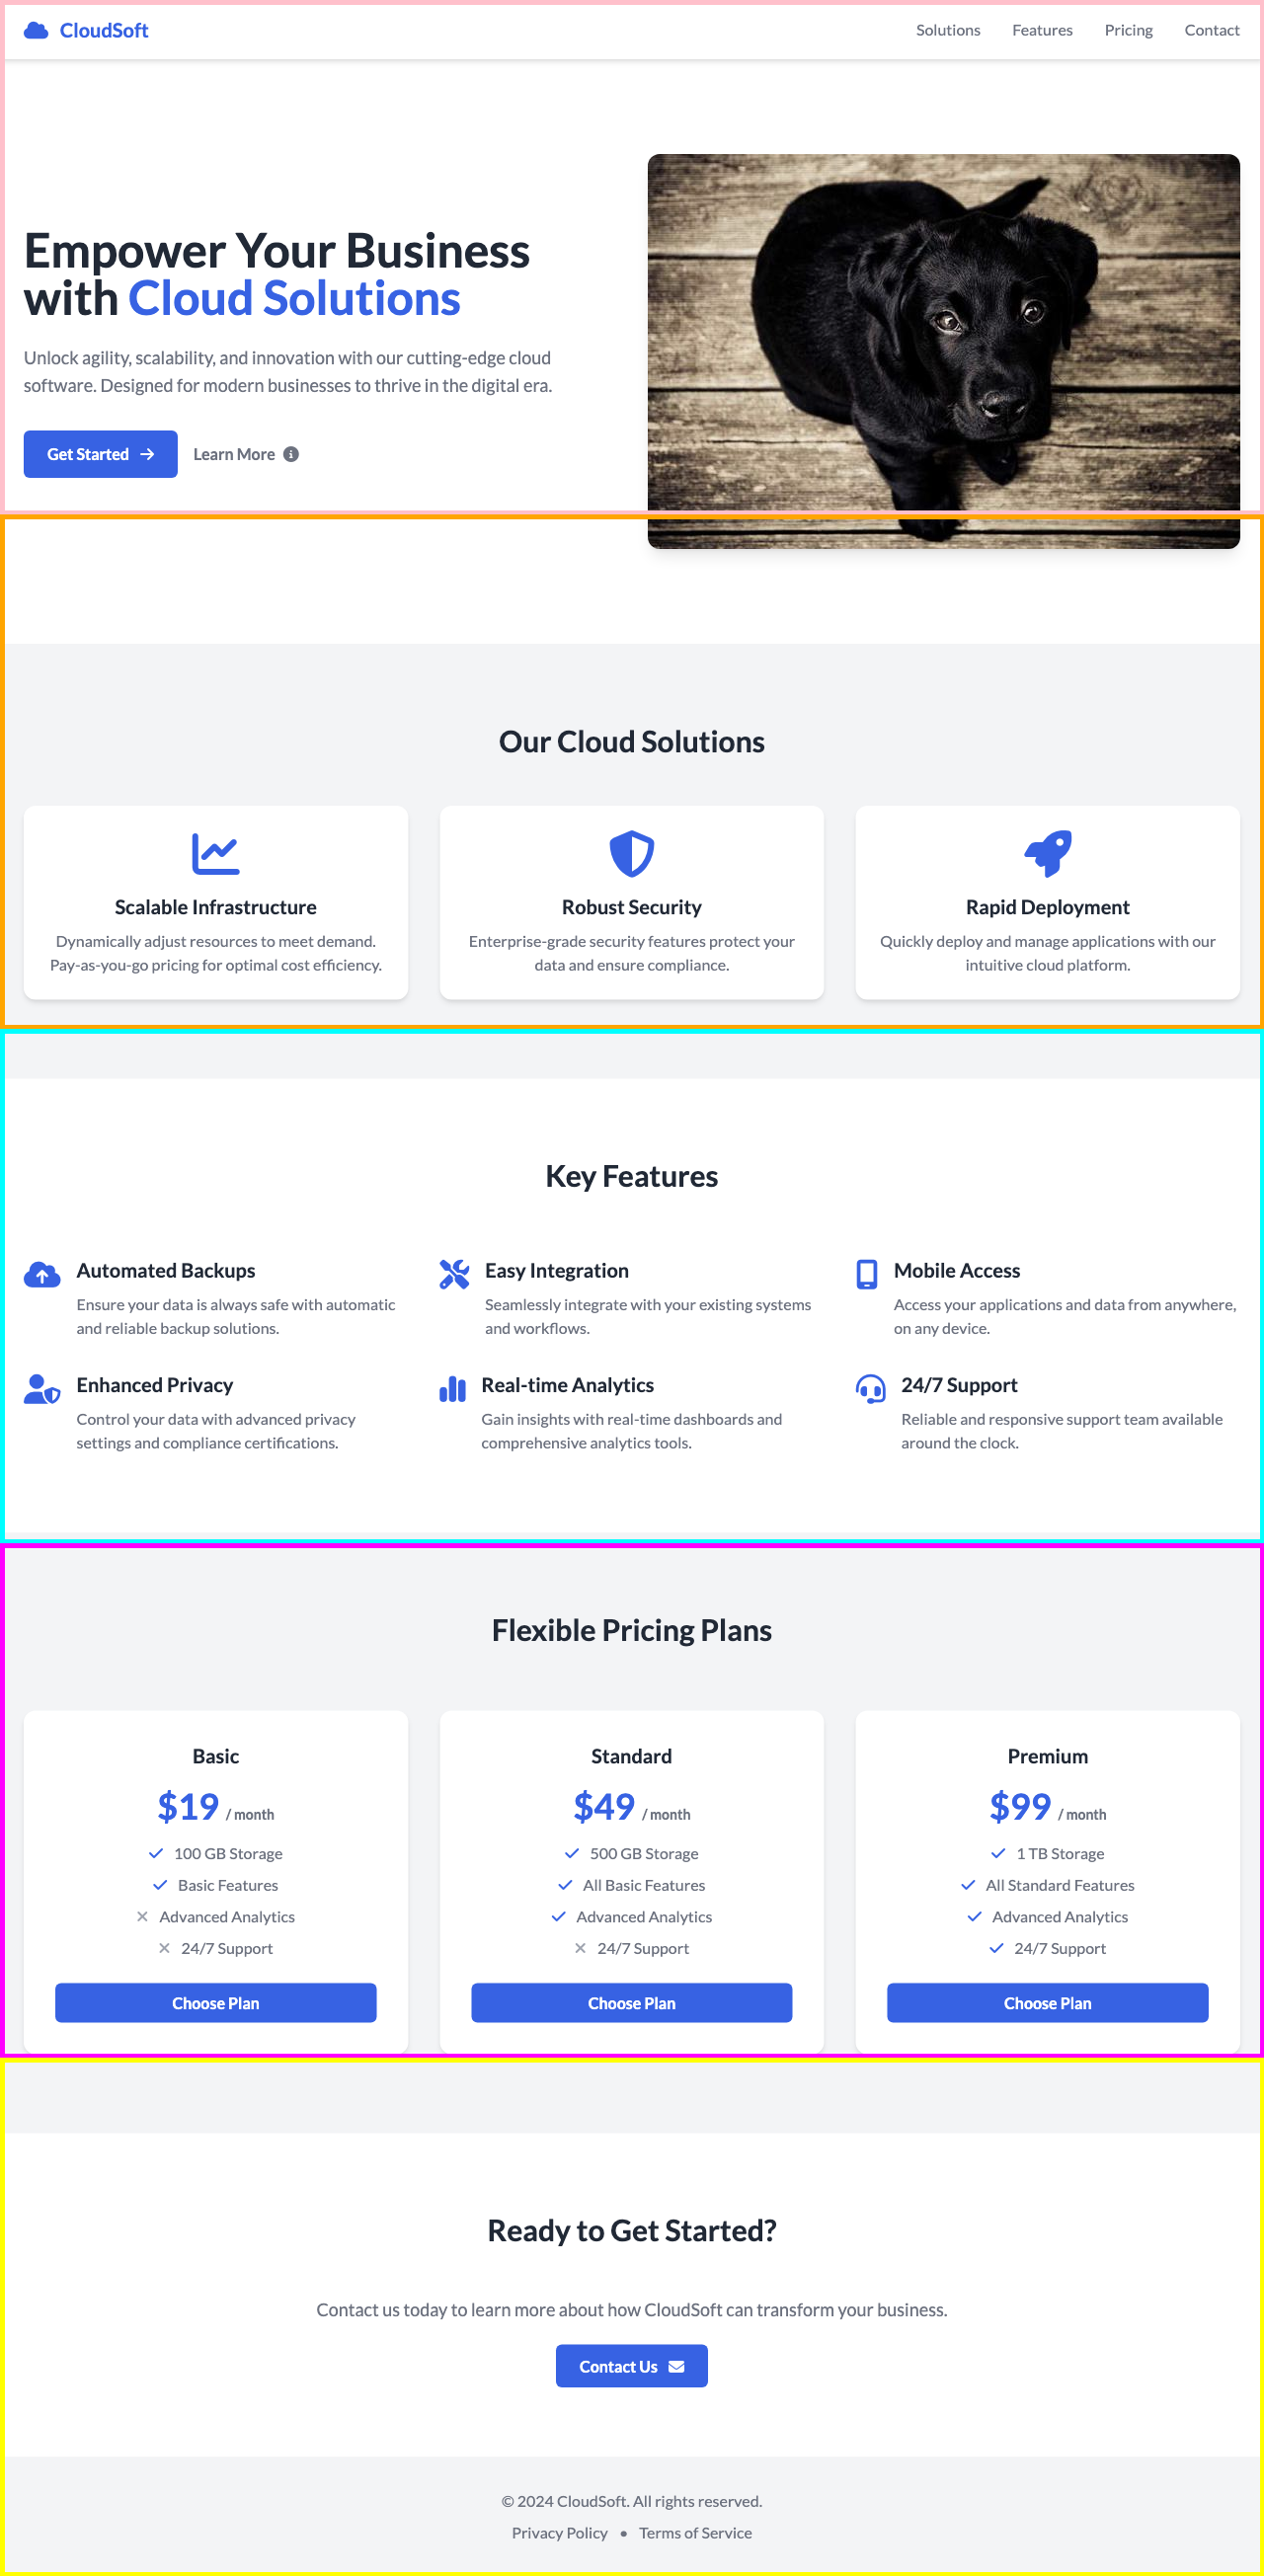 CloudSoft
Solutions Features Pricing Contact
Empower Your Business
with Cloud Solutions
Unlock agility, scalability, and innovation with our cutting-edge cloud
software. Designed for modern businesses to thrive in the digital era.
Get Started Learn More
Our Cloud Solutions
Scalable Infrastructure
Dynamically adjust resources to meet demand.
Pay-as-you-go pricing for optimal cost efficiency.
Robust Security
Enterprise-grade security features protect your
data and ensure compliance.
Rapid Deployment
Quickly deploy and manage applications with our
intuitive cloud platform.
Key Features
Automated Backups
Ensure your data is always safe with automatic
and reliable backup solutions.
Easy Integration
Seamlessly integrate with your existing systems
and workflows.
Mobile Access
Access your applications and data from anywhere,
on any device.
Enhanced Privacy
Control your data with advanced privacy
settings and compliance certifications.
Real-time Analytics
Gain insights with real-time dashboards and
comprehensive analytics tools.
24/7 Support
Reliable and responsive support team available
around the clock.
Flexible Pricing Plans
Basic
$19 / month
100 GB Storage
Basic Features
Advanced Analytics
24/7 Support
Choose Plan
Standard
$49 / month
500 GB Storage
All Basic Features
Advanced Analytics
24/7 Support
Choose Plan
Premium
$99 / month
1 TB Storage
All Standard Features
Advanced Analytics
24/7 Support
Choose Plan
Ready to Get Started?
Contact us today to learn more about how CloudSoft can transform your business.
Contact Us
© 2024 CloudSoft. All rights reserved.
Privacy Policy • Terms of Service